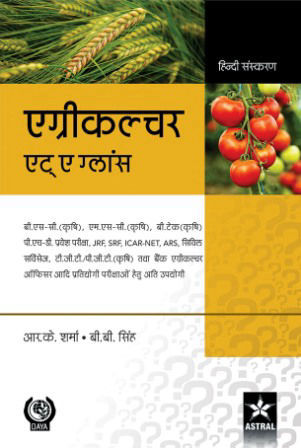 हिन्दी संस्करण
एग्रीकल्चर
एट् ए ग्लांस
बी.एस-सी.(कृषि), एम.एस-सी.(कृषि), बी.टेक(कृषि)
पी.एच-डी. प्रवेश परीक्षा, JRF, SRF, ICAR-NET, ARS, सिविल
सर्विसेज, टी.जी.टी./पी.जी.टी.(कृषि) तथा बैंक एग्रीकल्चर
ऑफिसर आदि प्रतियोगी परीक्षाओं हेतु अति उपयोगी
आर.के. शर्मा • बी.बी. सिंह
DAYA
ASTRAL